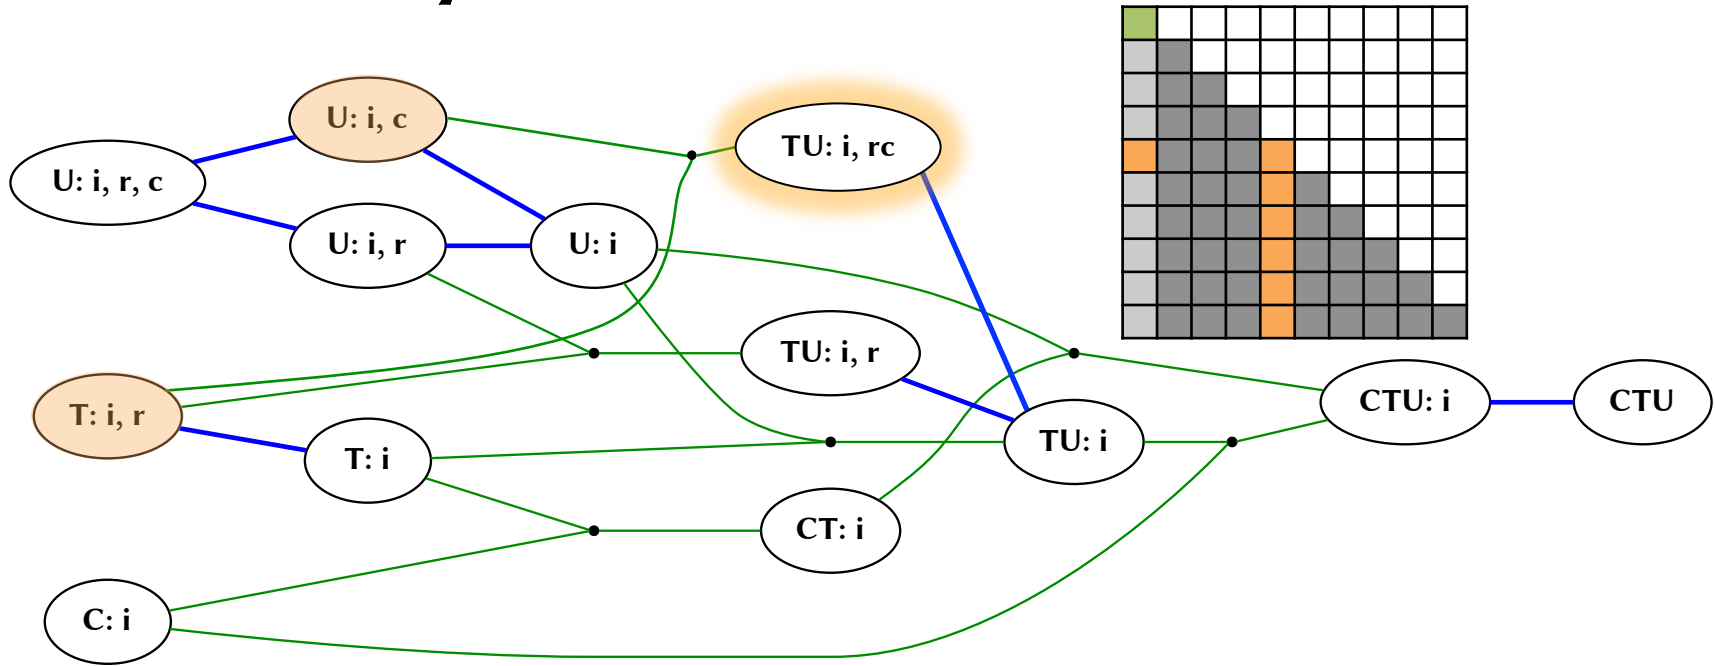 U: i, c
TU: i, rc
U: i, r, c
U: i, r
U: i
TU: i, r
T: i, r
CTU: i
CTU
TU: i
T: i
CT: i
C: i